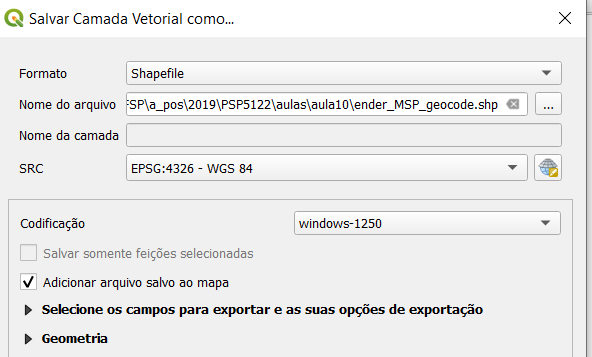 Salvar Camada Vetorial como...
Formato Shapefile
Nome do arquivo FSP\a_pos\2019\PSP5122\aulas\aula10\ender_MSP_geocode.shp ...
Nome da camada
SRC EPSG:4326 - WGS 84
Codificação windows-1250
Salvar somente feições selecionadas
Adicionar arquivo salvo ao mapa
Selecione os campos para exportar e as suas opções de exportação
Geometria